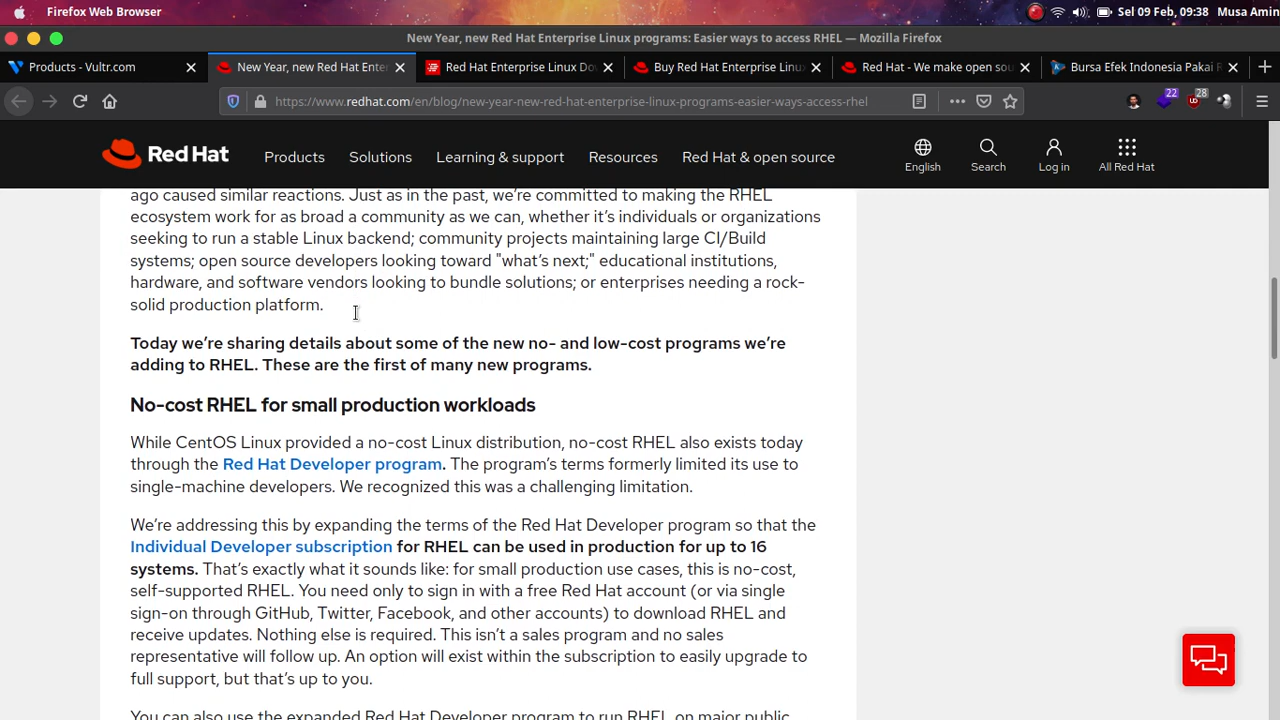 Firefox Web Browser
Sel 09 Feb, 09:38
Musa Amin
New Year, new Red Hat Enterprise Linux programs: Easier ways to access RHEL — Mozilla Firefox
Products - Vultr.com
New Year, new Red Hat Enter
Red Hat Enterprise Linux Do
Buy Red Hat Enterprise Linux
Red Hat - We make open sou
Bursa Efek Indonesia Pakai R
https://www.redhat.com/en/blog/new-year-new-red-hat-enterprise-linux-programs-easier-ways-access-rhel
22
28
Red Hat
Products
Solutions
Learning & support
Resources
Red Hat & open source
English
Search
Log in
All Red Hat
ago caused similar reactions. Just as in the past, we're committed to making the RHEL
ecosystem work for as broad a community as we can, whether it's individuals or organizations
seeking to run a stable Linux backend; community projects maintaining large CI/Build
systems; open source developers looking toward "what's next;" educational institutions,
hardware, and software vendors looking to bundle solutions; or enterprises needing a rock-
solid production platform.
Today we're sharing details about some of the new no- and low-cost programs we're
adding to RHEL. These are the first of many new programs.
No-cost RHEL for small production workloads
While CentOS Linux provided a no-cost Linux distribution, no-cost RHEL also exists today
through the Red Hat Developer program. The program's terms formerly limited its use to
single-machine developers. We recognized this was a challenging limitation.
We're addressing this by expanding the terms of the Red Hat Developer program so that the
Individual Developer subscription for RHEL can be used in production for up to 16
systems. That's exactly what it sounds like: for small production use cases, this is no-cost,
self-supported RHEL. You need only to sign in with a free Red Hat account (or via single
sign-on through GitHub, Twitter, Facebook, and other accounts) to download RHEL and
receive updates. Nothing else is required. This isn't a sales program and no sales
representative will follow up. An option will exist within the subscription to easily upgrade to
full support, but that's up to you.
You can also use the expanded Red Hat Developer program to run RHEL on major public